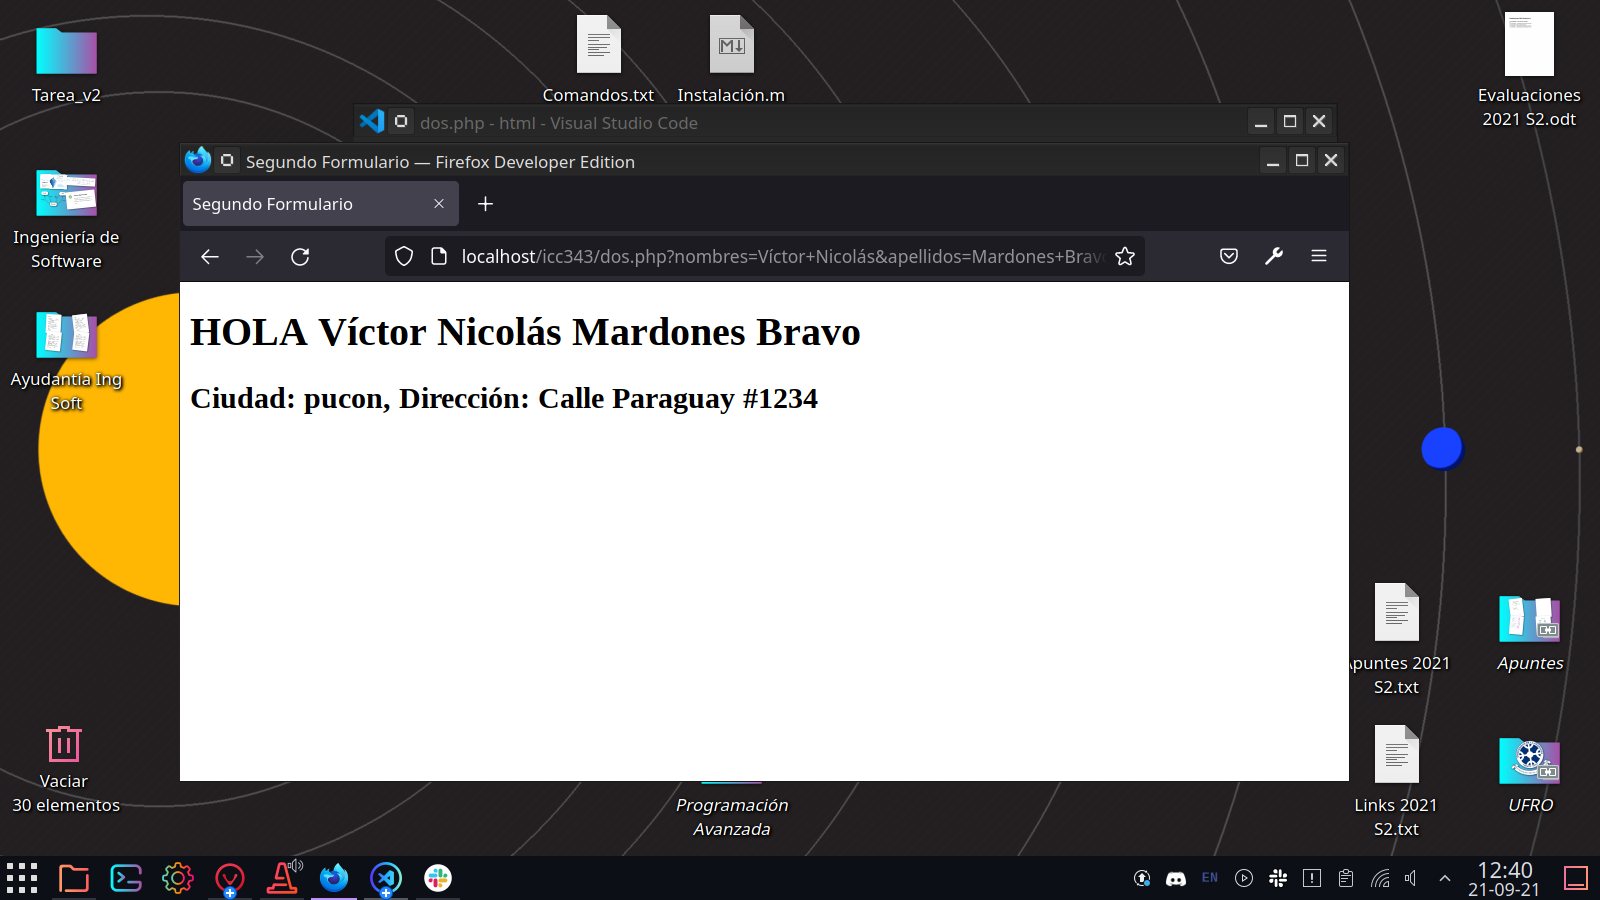 Tarea_v2
Comandos.txt
Instalación.m
Evaluaciones
2021 S2.odt
dos.php - html - Visual Studio Code
Segundo Formulario — Firefox Developer Edition
Segundo Formulario
localhost/icc343/dos.php?nombres=Víctor+Nicolás&apellidos=Mardones+Bravo
HOLA Víctor Nicolás Mardones Bravo
Ciudad: pucon, Dirección: Calle Paraguay #1234
Ingeniería de
Software
Ayudantía Ing
Soft
Apuntes 2021
S2.txt
Apuntes
Vaciar
30 elementos
Programación
Avanzada
Links 2021
S2.txt
UFRO
EN
12:40
21-09-21